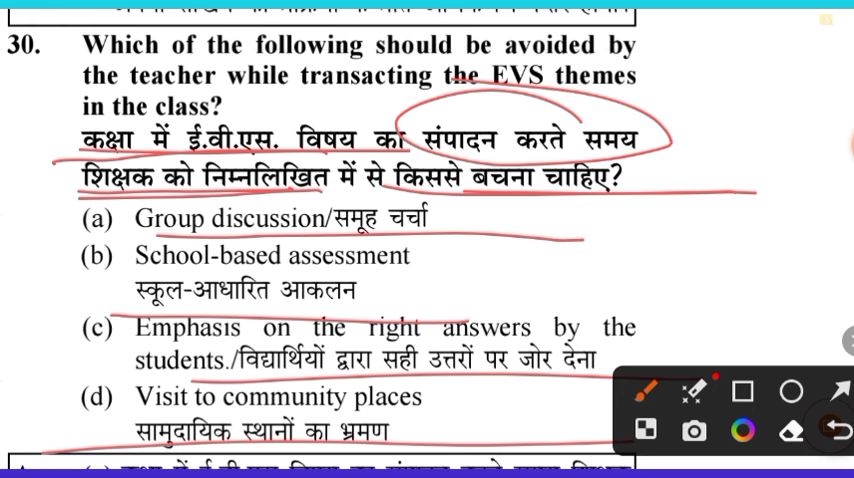 30. Which of the following should be avoided by
the teacher while transacting the EVS themes
in the class?
कक्षा में ई.वी.एस. विषय का संपादन करते समय
शिक्षक को निम्नलिखित में से किससे बचना चाहिए?
(a) Group discussion/समूह चर्चा
(b) School-based assessment
स्कूल-आधारित आकलन
(c) Emphasis on the right answers by the
students./विद्यार्थियों द्वारा सही उत्तरों पर जोर देना
(d) Visit to community places
सामुदायिक स्थानों का भ्रमण